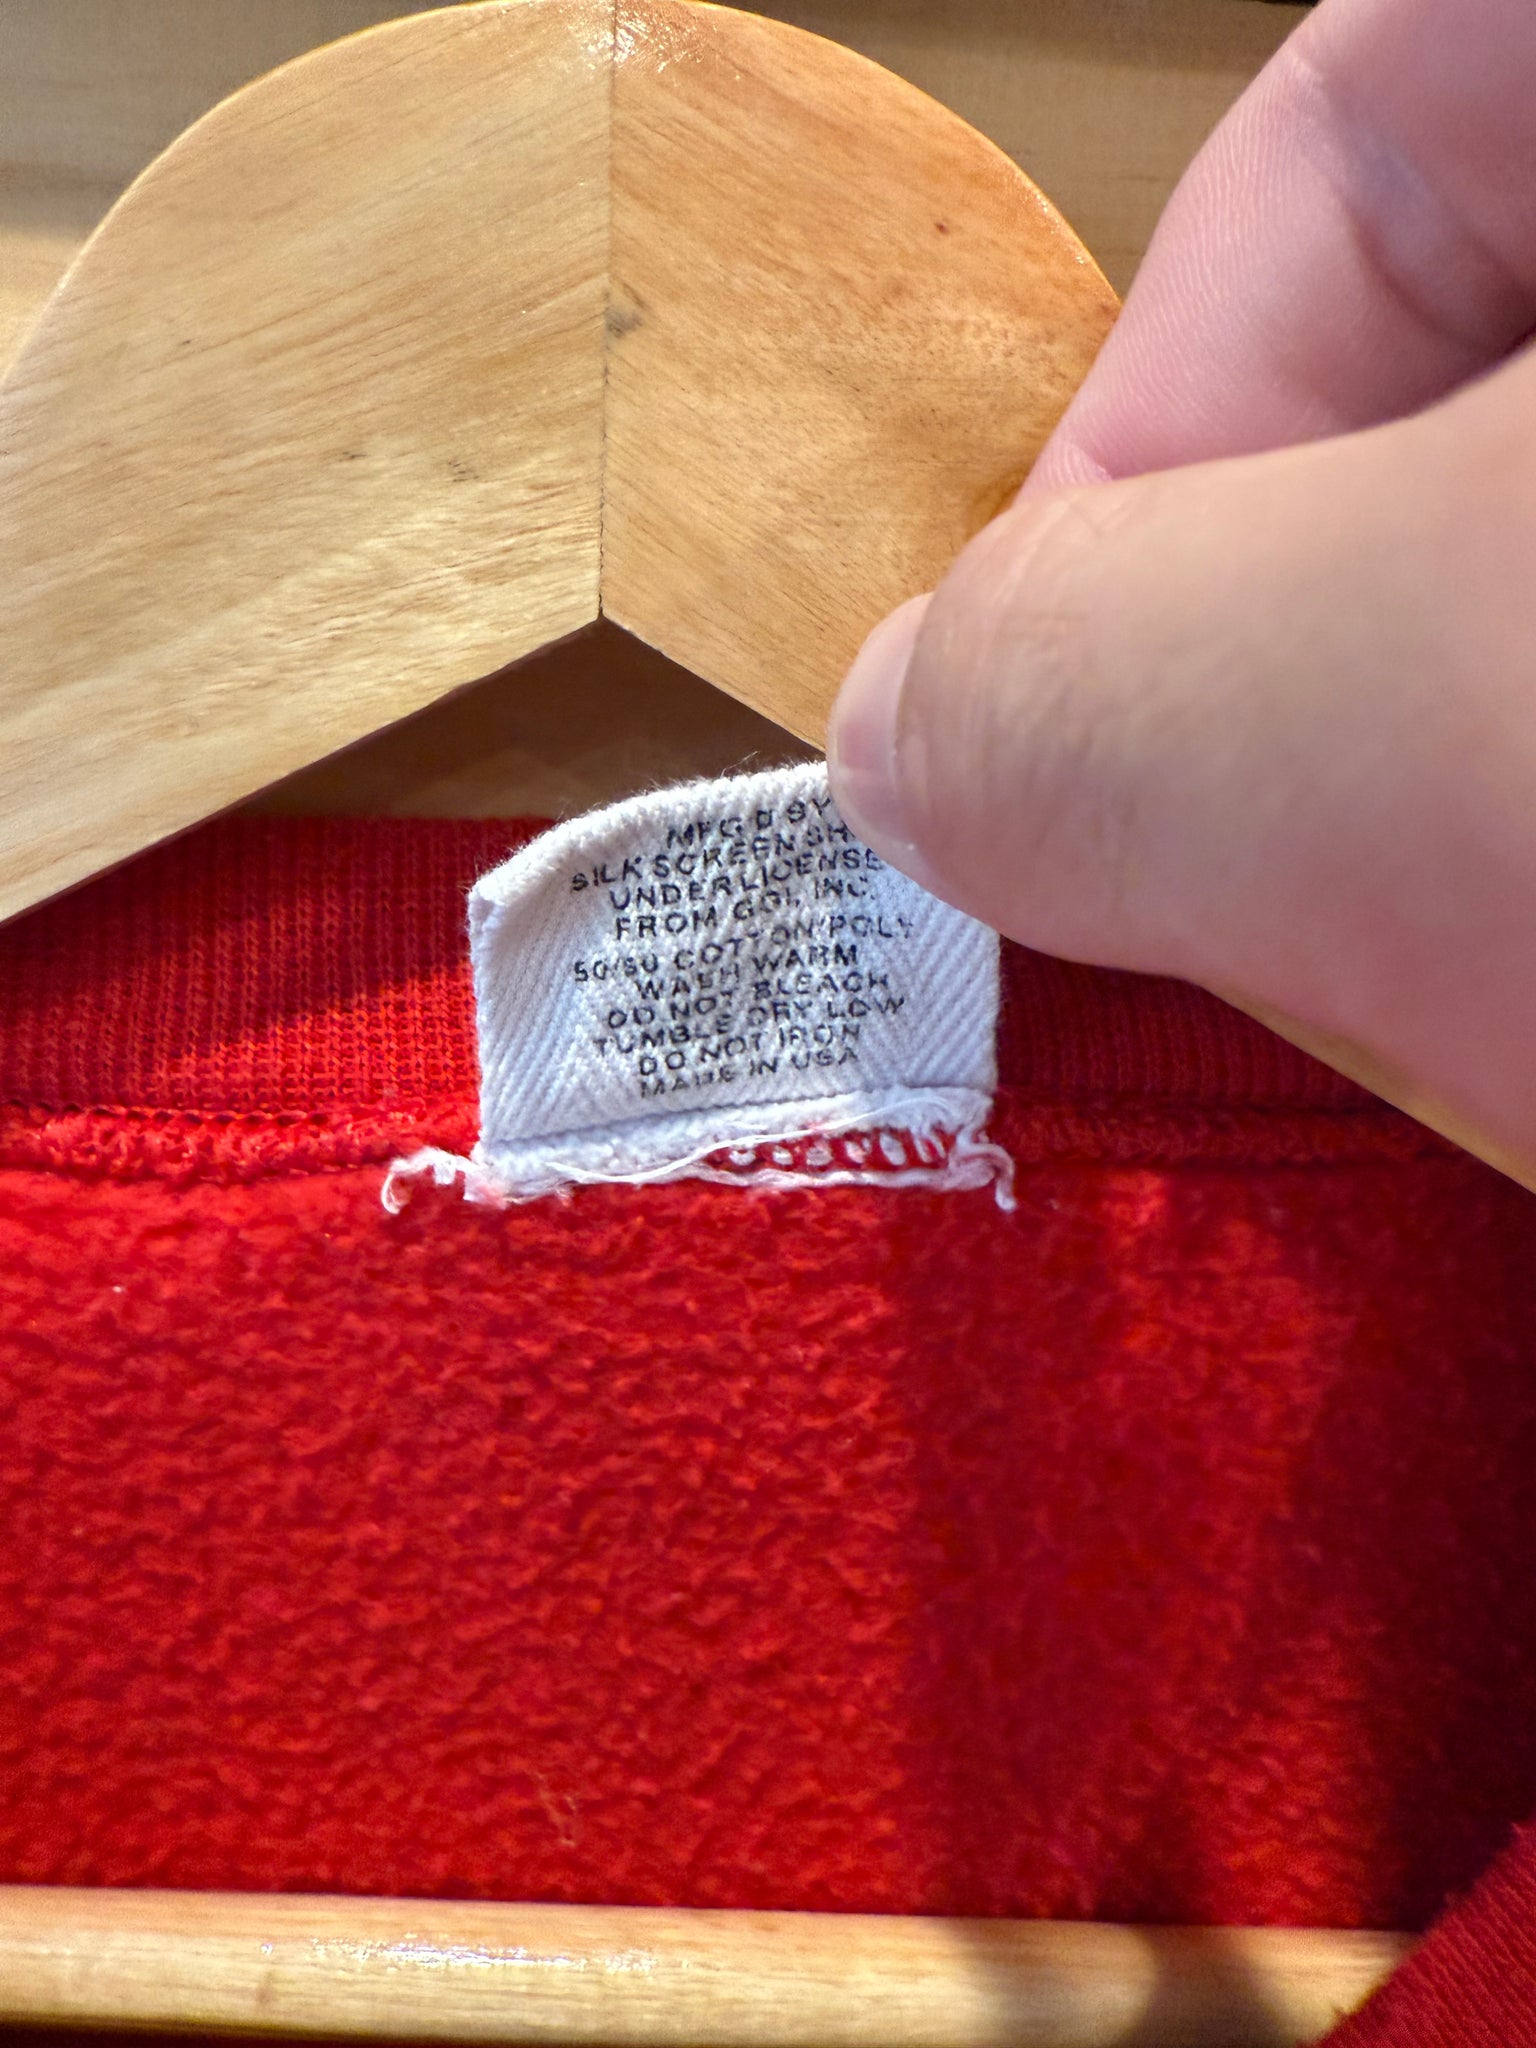 MFG'D BY
SILK SCREEN
UNDER LICENSE
FROM GGI, INC.
50/50 COTTON/POLY
WASH WARM
DO NOT BLEACH
TUMBLE DRY LOW
DO NOT IRON
MADE IN USA